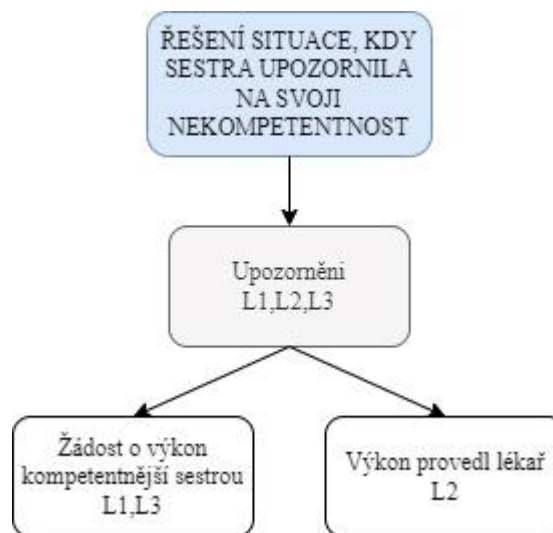 ŘEŠENÍ SITUACE, KDY
SESTRA UPOZORNILA
NA SVOJI
NEKOMPETENTNOST
Upozorněni
L1,L2,L3
Žádost o výkon
kompetentnější sestrou
L1,L3
Výkon provedl lékař
L2